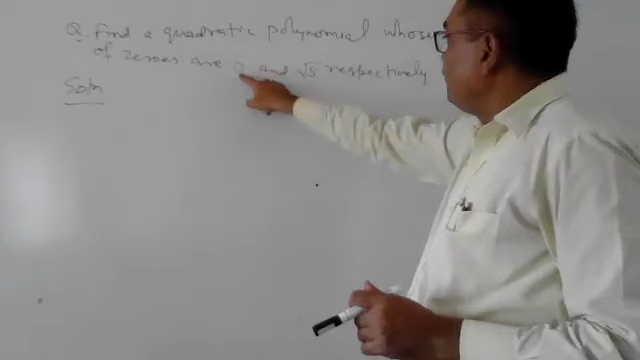 Q. Find a quadratic polynomial whose
of zeroes are 0 and √5 respectively
Soln